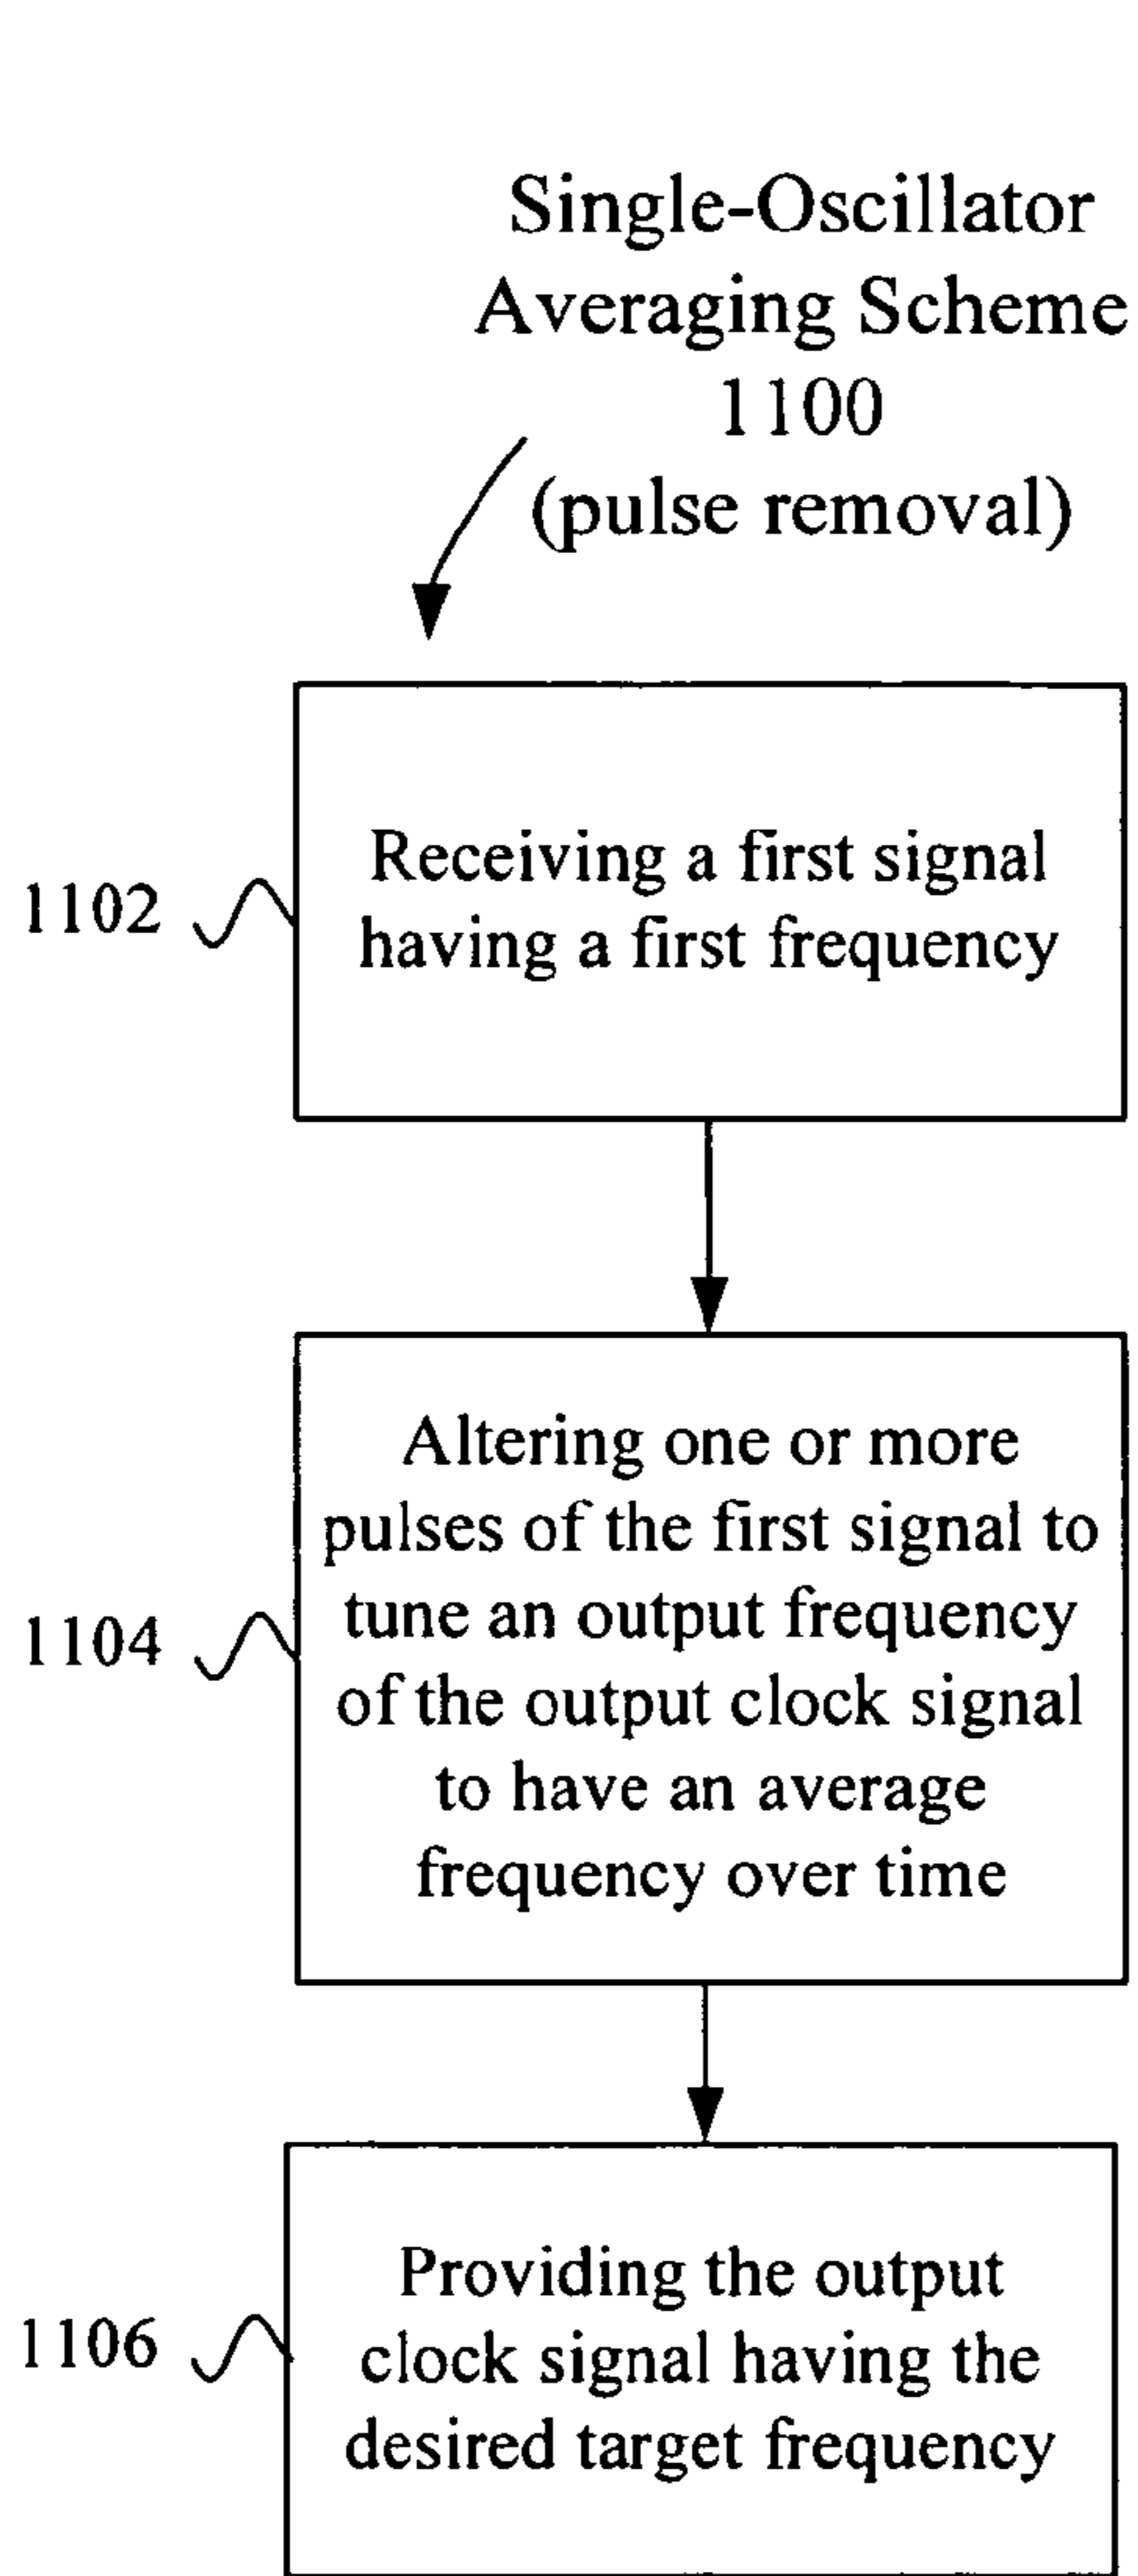 Single-Oscillator
Averaging Scheme
1100
(pulse removal)
1102
Receiving a first signal
having a first frequency
1104
Altering one or more
pulses of the first signal to
tune an output frequency
of the output clock signal
to have an average
frequency over time
1106
Providing the output
clock signal having the
desired target frequency